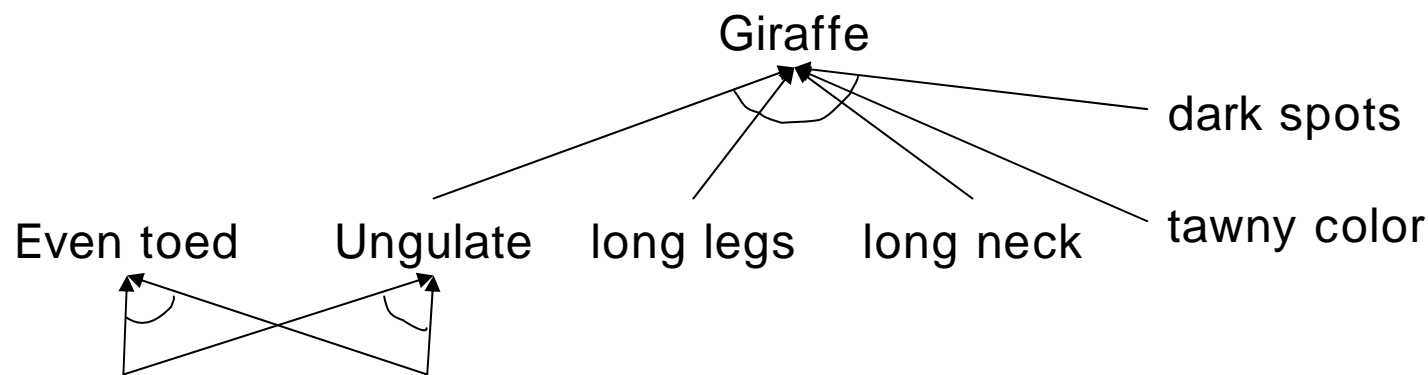 Giraffe
dark spots
Even toed
Ungulate
long legs
long neck
tawny color